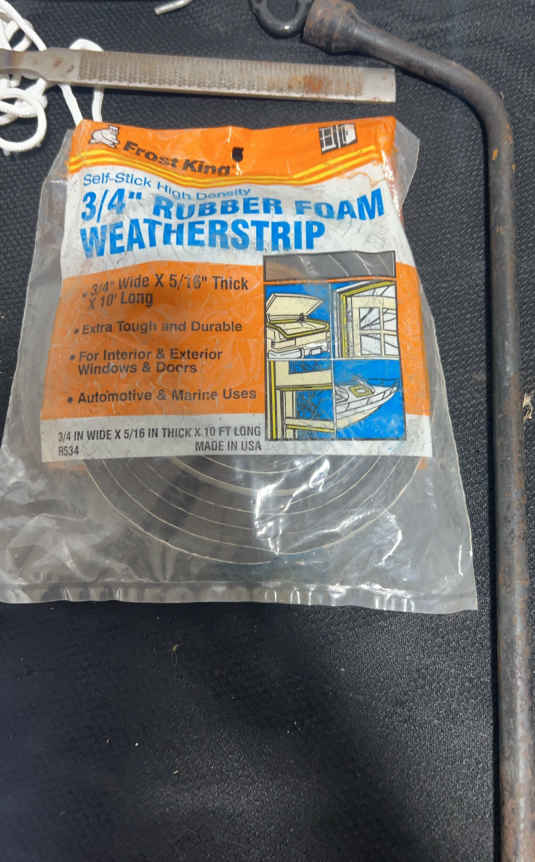 Frost King
Self-Stick High Density
3/4" RUBBER FOAM
WEATHERSTRIP
• 3/4" Wide X 5/16" Thick
X 10' Long
• Extra Tough and Durable
• For Interior & Exterior
Windows & Doors
• Automotive & Marine Uses
3/4 IN WIDE X 5/16 IN THICK X 10 FT LONG
R534 MADE IN USA